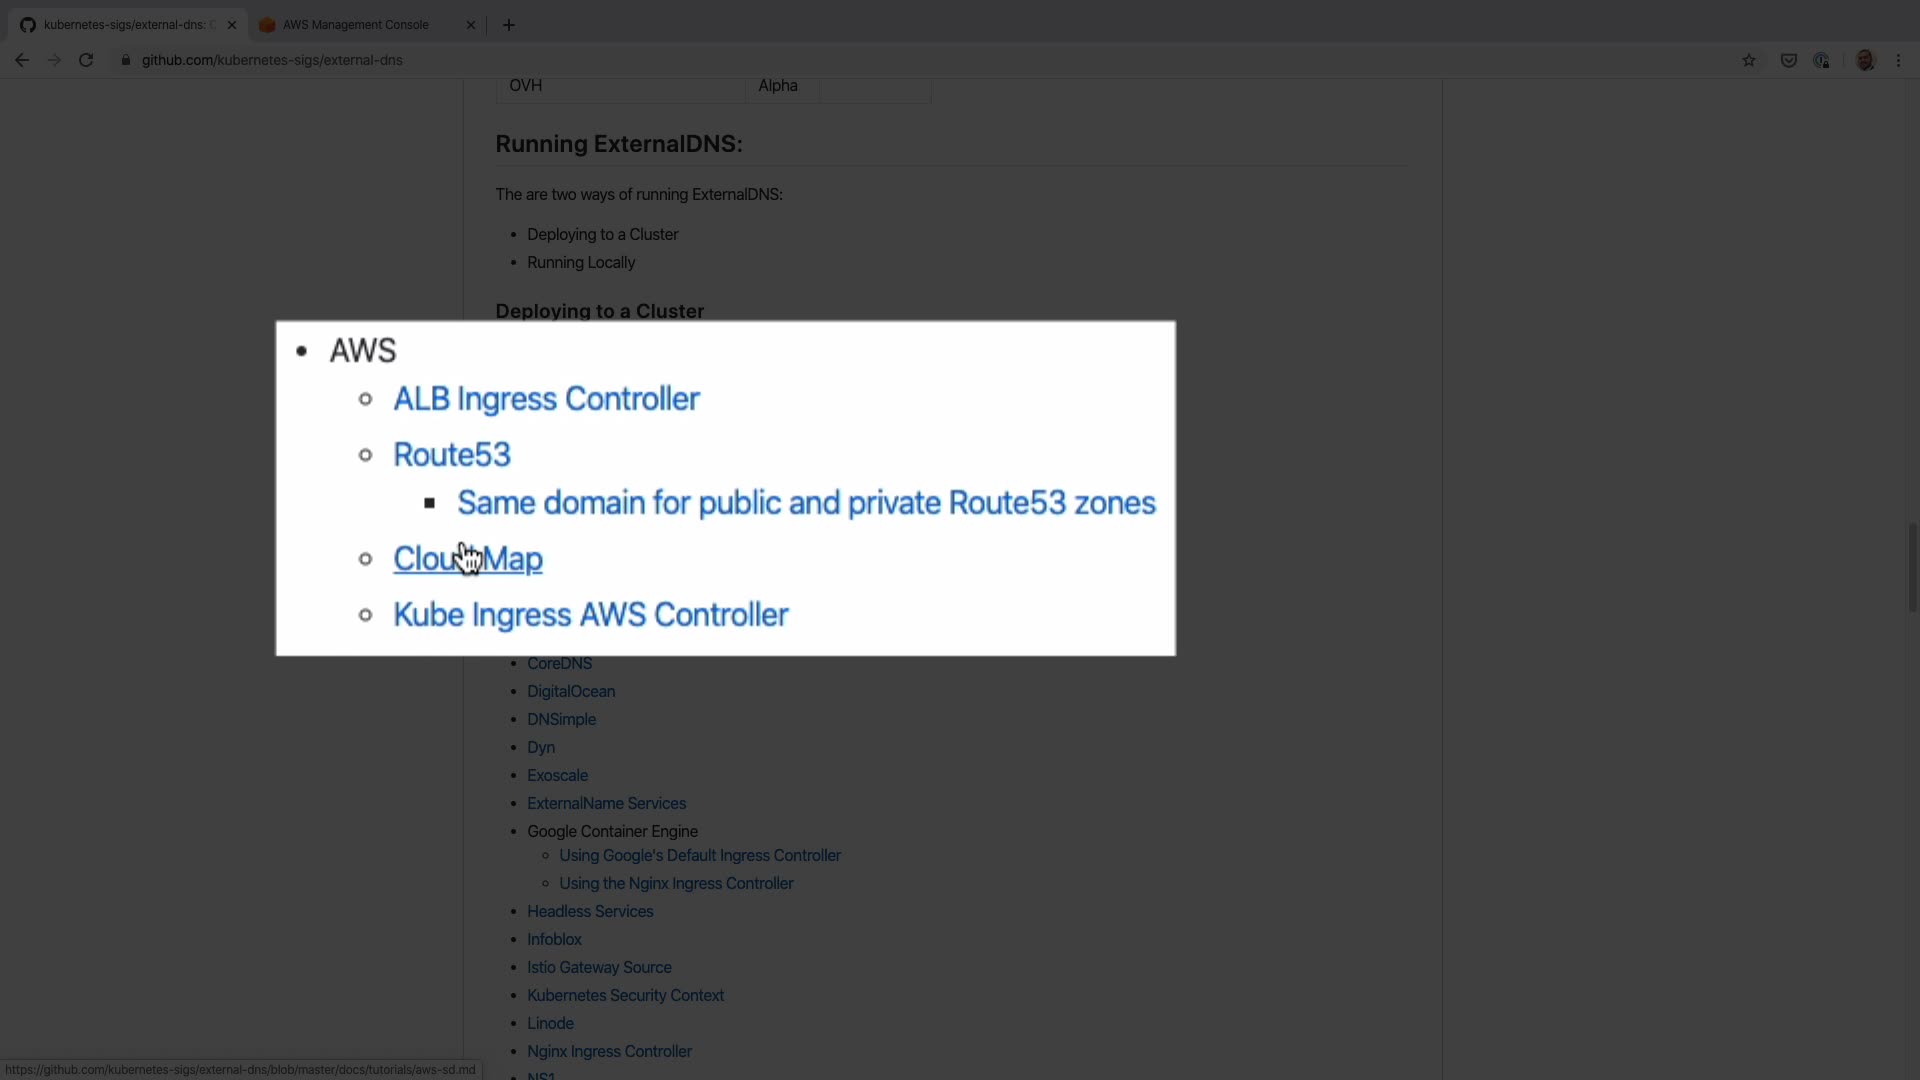 kubernetes-sigs/external-dns:
AWS Management Console
github.com/kubernetes-sigs/external-dns
OVH Alpha
Running ExternalDNS:
The are two ways of running ExternalDNS:
• Deploying to a Cluster
• Running Locally
Deploying to a Cluster
• AWS
ALB Ingress Controller
Route53
Same domain for public and private Route53 zones
Cloud Map
Kube Ingress AWS Controller
• CoreDNS
• DigitalOcean
• DNSimple
• Dyn
• Exoscale
• ExternalName Services
• Google Container Engine
Using Google's Default Ingress Controller
Using the Nginx Ingress Controller
• Headless Services
• Infoblox
• Istio Gateway Source
• Kubernetes Security Context
• Linode
• Nginx Ingress Controller
• NS1
https://github.com/kubernetes-sigs/external-dns/blob/master/docs/tutorials/aws-sd.md